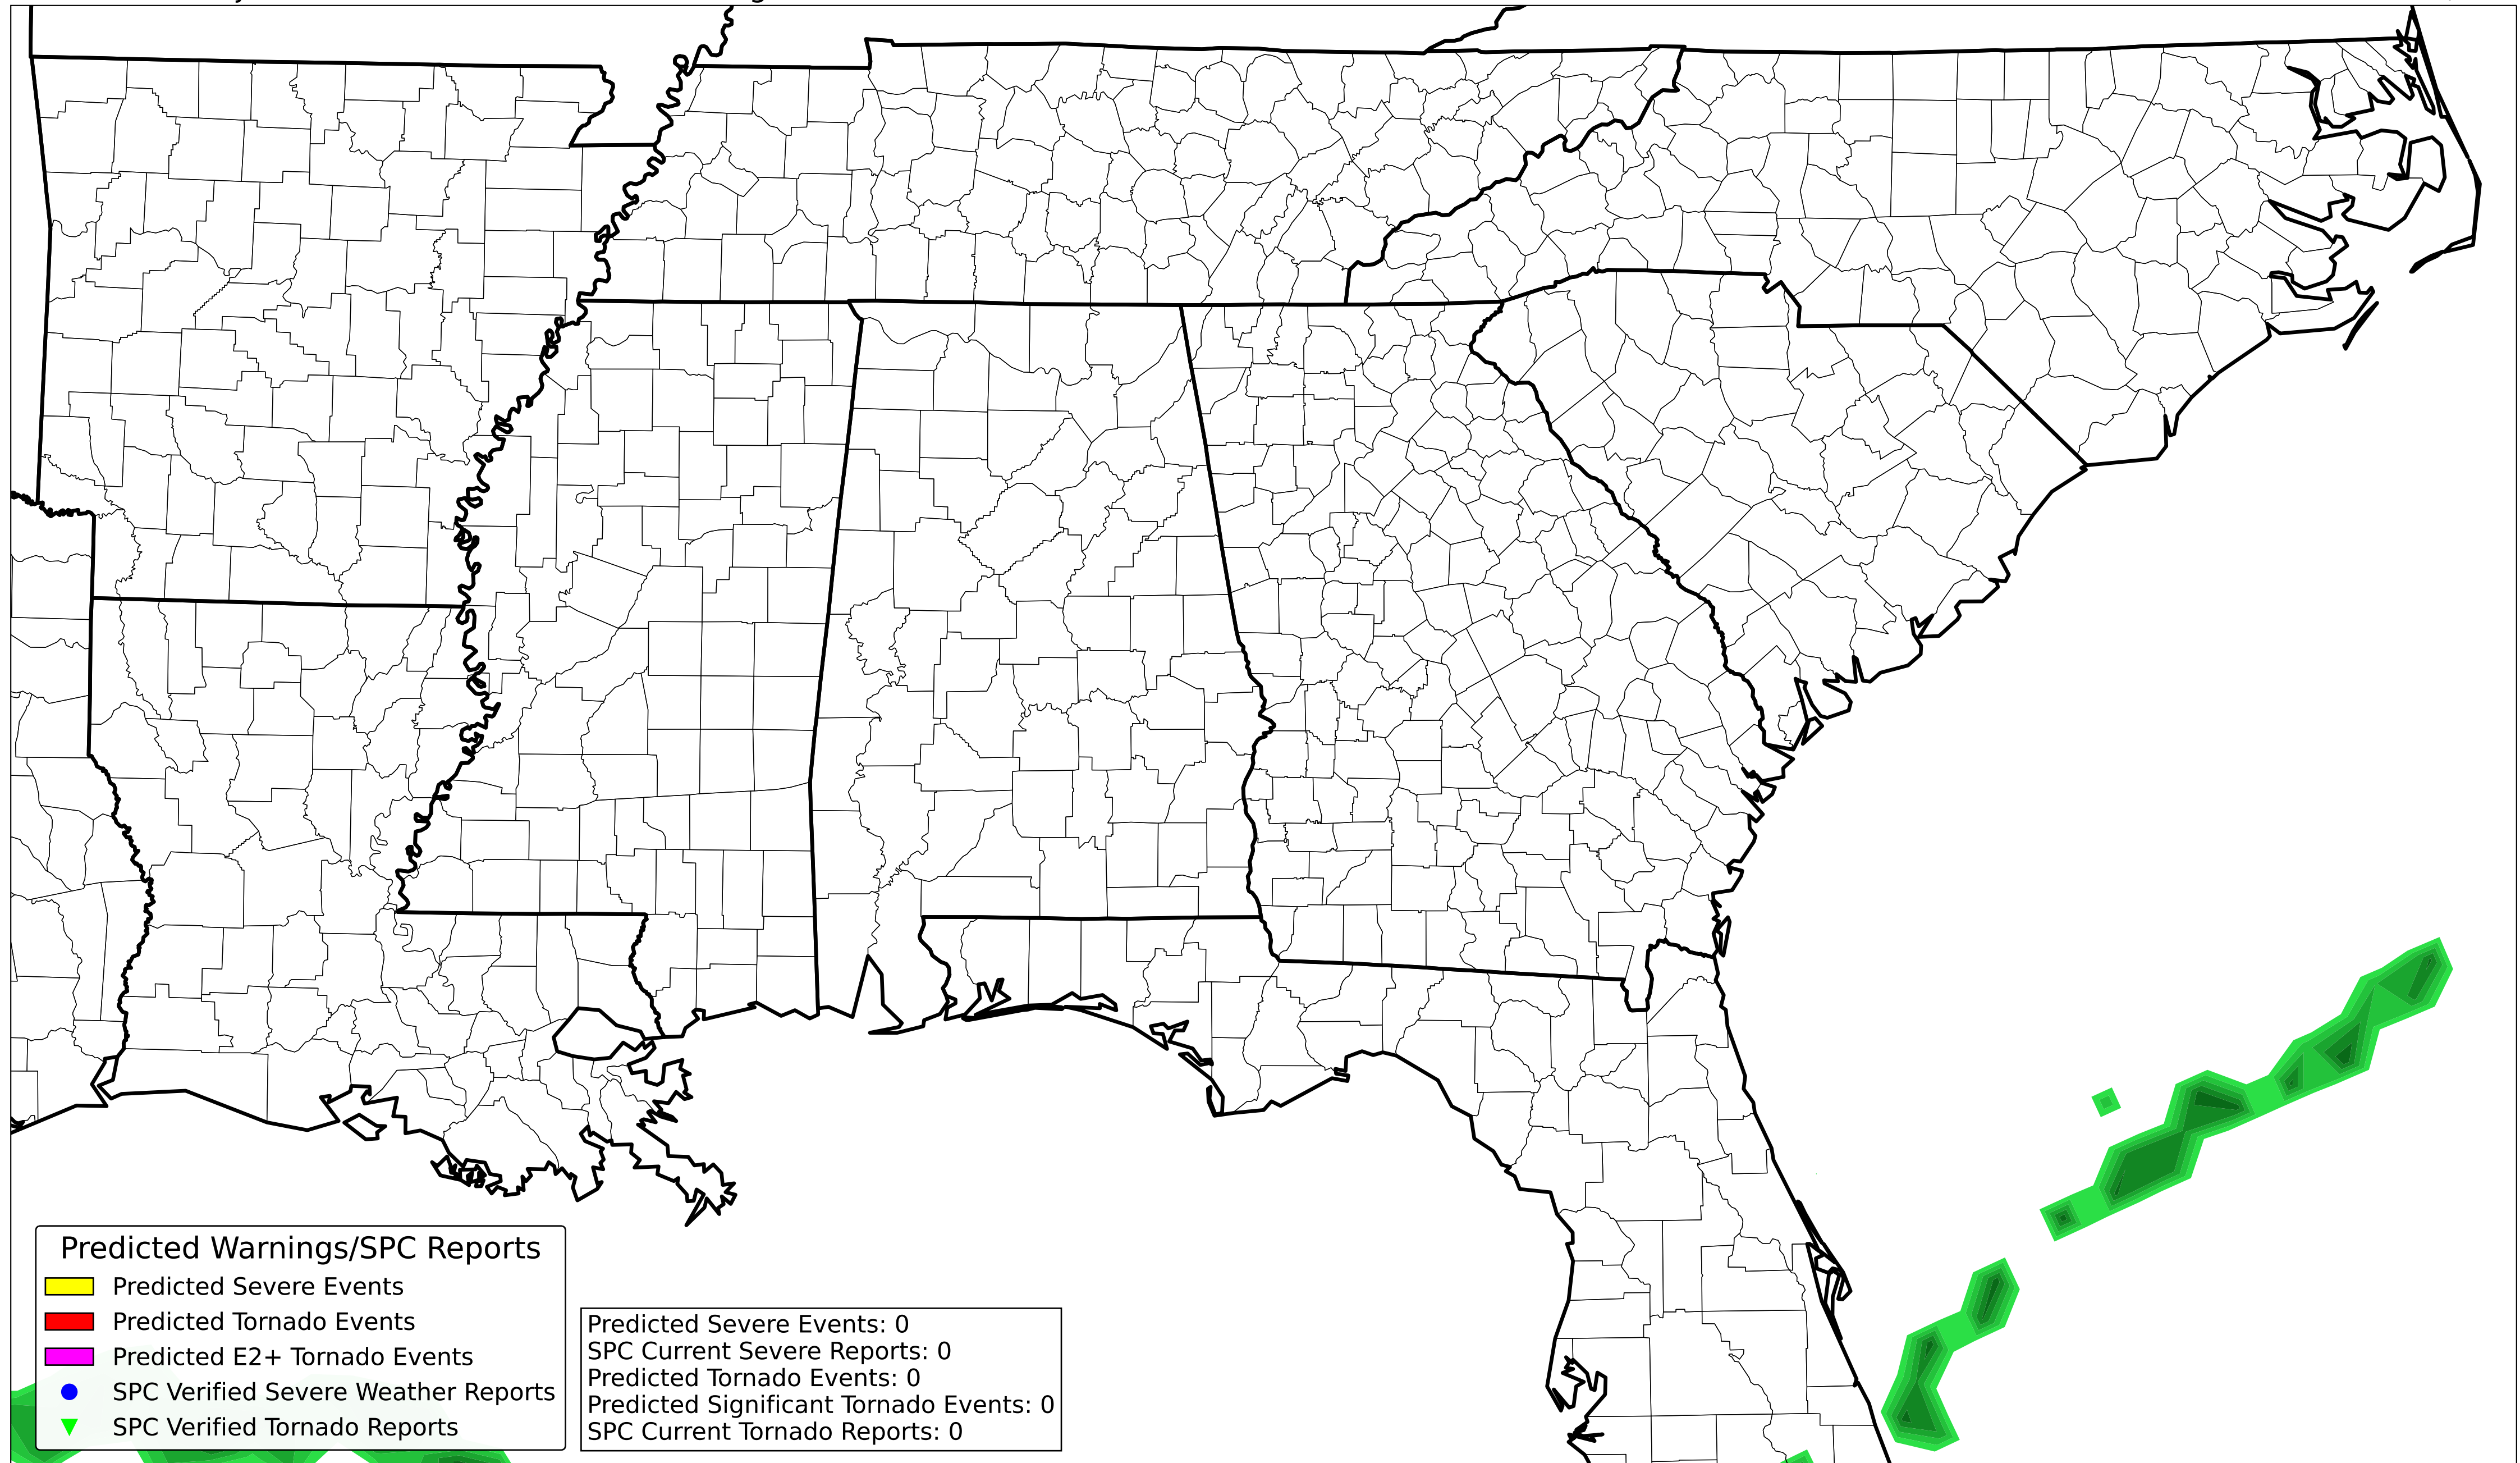 Predicted Warnings/SPC Reports
Predicted Severe Events
Predicted Tornado Events
Predicted E2+ Tornado Events
SPC Verified Severe Weather Reports
SPC Verified Tornado Reports
Predicted Severe Events: 0
SPC Current Severe Reports: 0
Predicted Tornado Events: 0
Predicted Significant Tornado Events: 0
SPC Current Tornado Reports: 0